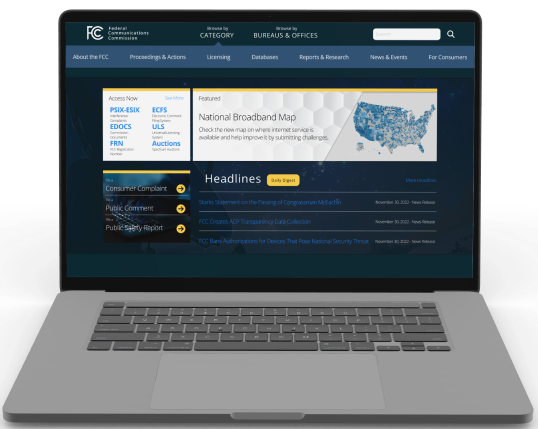 Federal
Communications
Commission
Browse by
CATEGORY
Browse by
BUREAUS & OFFICES
Search
About the FCC
Proceedings & Actions
Licensing
Databases
Reports & Research
News & Events
For Consumers
Access Now
See More
PSIX-ESIX
Interference
Complaints
ECFS
Electronic Comment
Filing System
EDOCS
Commission
Documents
ULS
Universal Licensing
System
FRN
FCC Registration
Number
Auctions
Spectrum Auctions
Featured
National Broadband Map
Check the new map on where internet service is
available and help improve it by submitting challenges.
File a
Consumer Complaint
File a
Public Comment
File a
Public Safety Report
Headlines
Daily Digest
More Headlines
Starks Statement on the Passing of Congressman McEachin
November 30, 2022 - News Release
FCC Creates ACP Transparency Data Collection
November 30, 2022 - News Release
FCC Bans Authorizations for Devices That Pose National Security Threat
November 30, 2022 - News Release